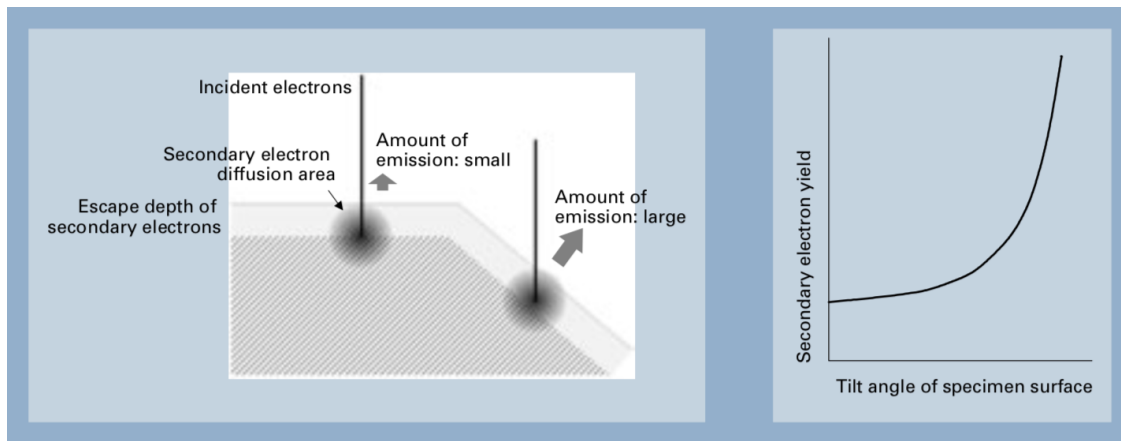 Incident electrons
Amount of
emission: small
Secondary electron
diffusion area
Escape depth of
secondary electrons
Amount of
emission: large
Secondary electron yield
Tilt angle of specimen surface